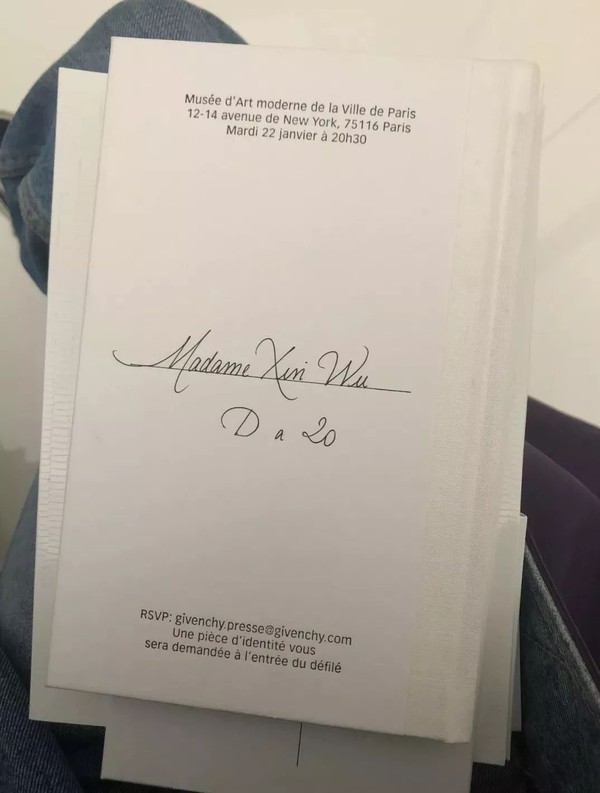 Musée d'Art moderne de la Ville de Paris
12-14 avenue de New York, 75116 Paris
Mardi 22 janvier à 20h30
Madame Xin Wu
D a 20
RSVP: givenchy.presse@givenchy.com
Une pièce d'identité vous
sera demandée à l'entrée du défilé